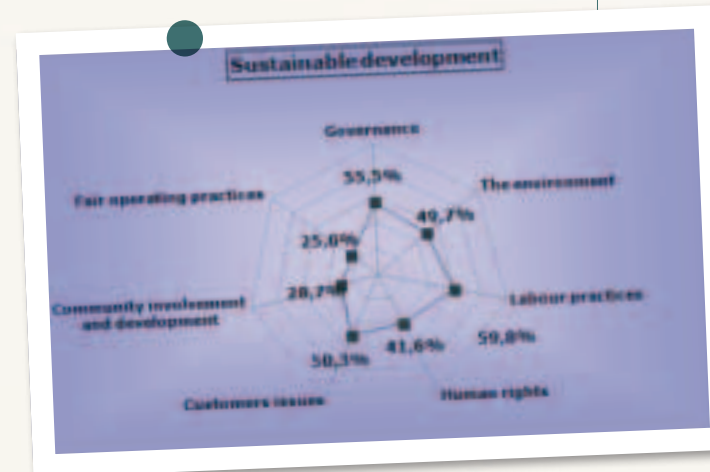 Sustainable development
Governance
55,5%
The environment
49,7%
Fair operating practices
25,0%
28,7%
Community involvement
and development
Labour practices
59,8%
41,6%
50,3%
Human rights
Customers issues